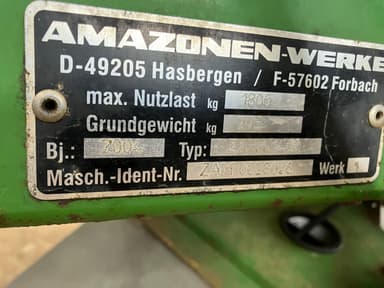 AMAZONEN-WERKE
D-49205 Hasbergen / F-57602 Forbach
max. Nutzlast kg 1800
Grundgewicht kg
Bj.: 2004 Typ:
Masch.-Ident-Nr. Werk